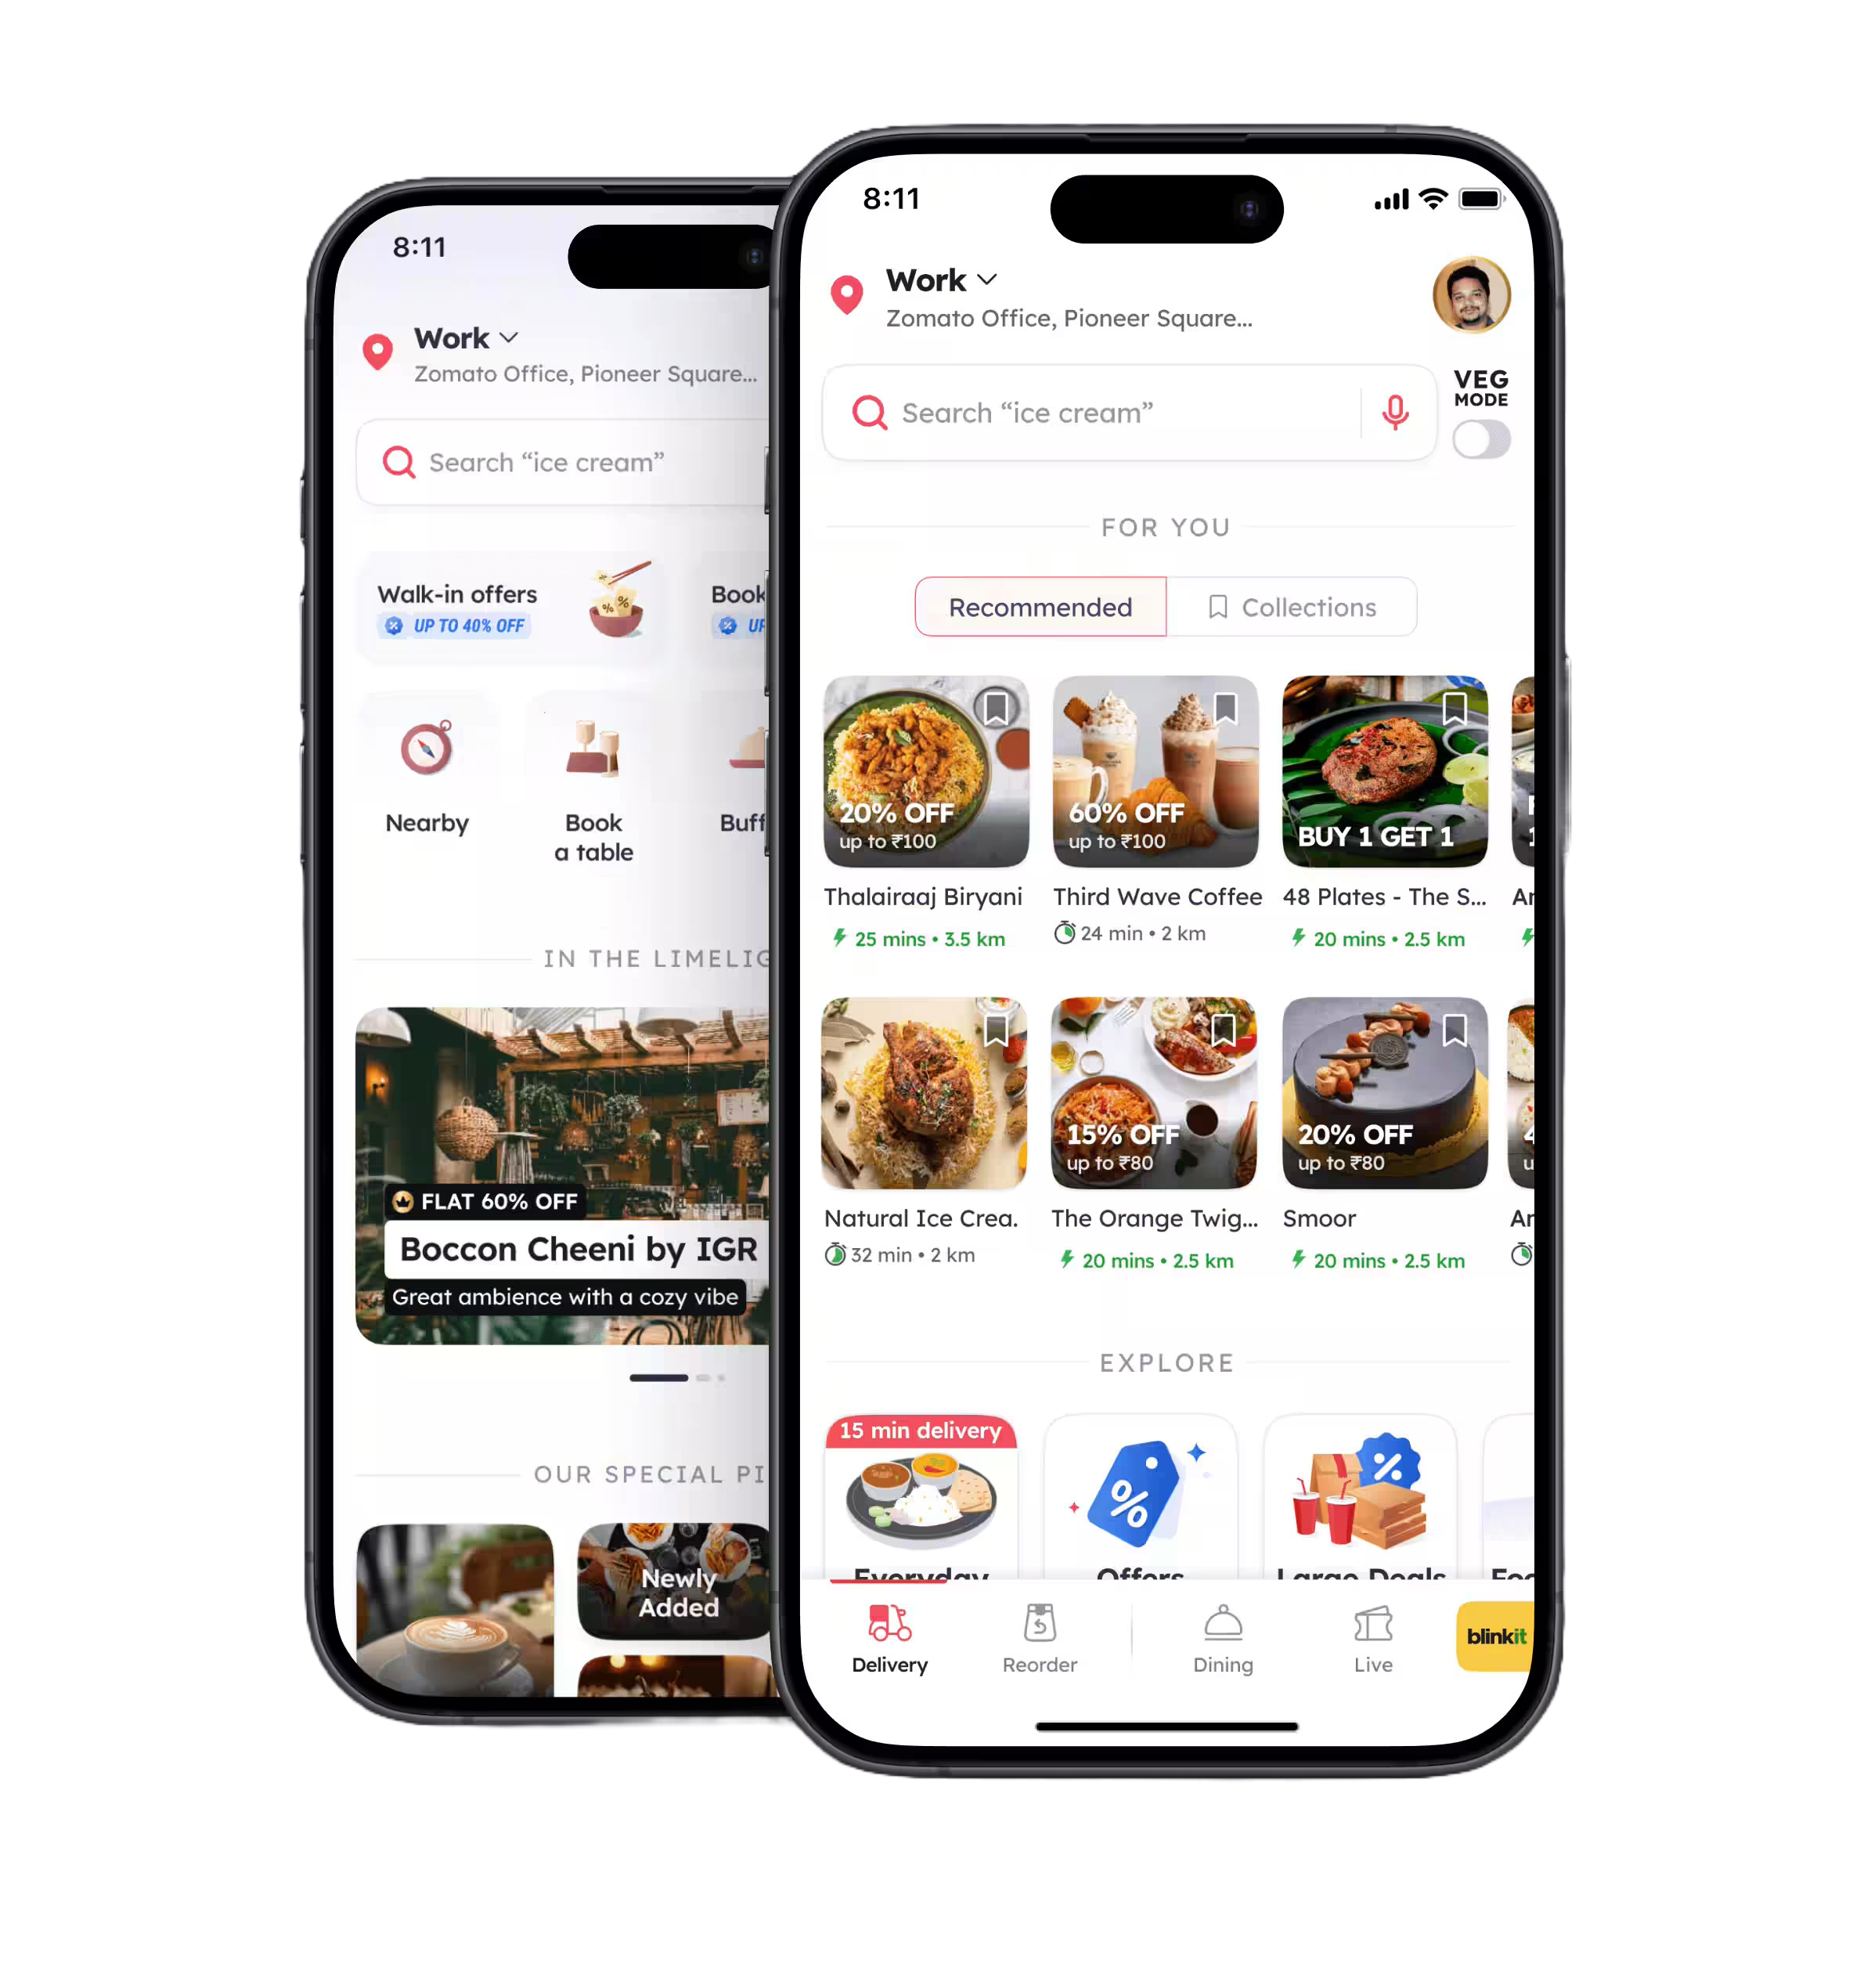 8:11
Work
Zomato Office, Pioneer Square...
Search “ice cream”
Walk-in offers
UP TO 40% OFF
Book
Nearby
Book
a table
Buff
IN THE LIMELIG
FLAT 60% OFF
Boccon Cheeni by IGR
Great ambience with a cozy vibe
OUR SPECIAL PI
Newly
Added
8:11
Work
Zomato Office, Pioneer Square...
Search “ice cream”
VEG
MODE
FOR YOU
Recommended
Collections
20% OFF
up to ₹100
60% OFF
up to ₹100
BUY 1 GET 1
Thalairaaj Biryani
Third Wave Coffee
48 Plates - The S...
25 mins • 3.5 km
24 min • 2 km
20 mins • 2.5 km
15% OFF
up to ₹80
20% OFF
up to ₹80
Natural Ice Crea.
The Orange Twig...
Smoor
32 min • 2 km
20 mins • 2.5 km
20 mins • 2.5 km
EXPLORE
15 min delivery
%
%
Everyday
Offers
Large Deals
Delivery
Reorder
Dining
Live
blinkit